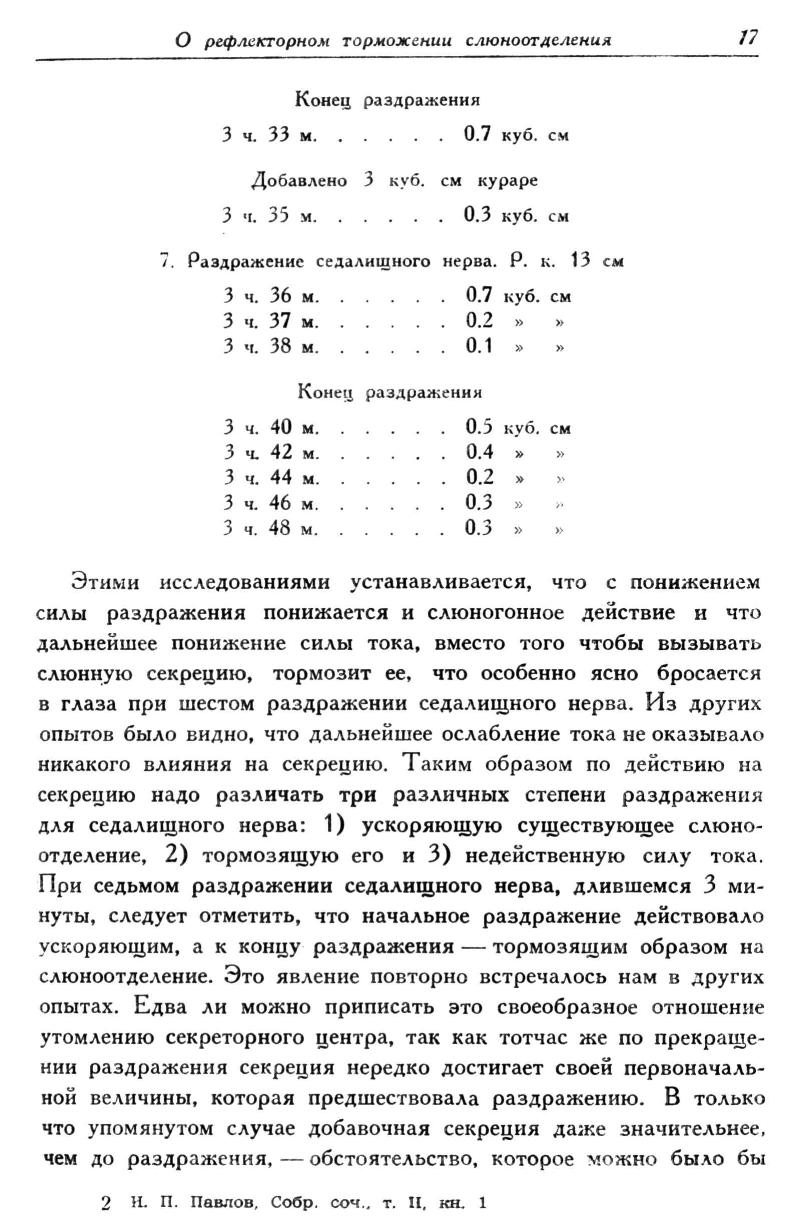 О рефлекторном торможении слюноотделения 17
Конец раздражения
3 ч. 33 м. . . . . . 0.7 куб. см
Добавлено 3 куб. см кураре
3 ч. 35 м. . . . . . 0.3 куб. см
7. Раздражение седалищного нерва. Р. к. 13 см
3 ч. 36 м. . . . . . 0.7 куб. см
3 ч. 37 м. . . . . . 0.2 » »
3 ч. 38 м. . . . . . 0.1 » »
Конец раздражения
3 ч. 40 м. . . . . . 0.5 куб. см
3 ч. 42 м. . . . . . 0.4 » »
3 ч. 44 м. . . . . . 0.2 » »
3 ч. 46 м. . . . . . 0.3 » »
3 ч. 48 м. . . . . . 0.3 » »
Этими исследованиями устанавливается, что с понижением
силы раздражения понижается и слюногонное действие и что
дальнейшее понижение силы тока, вместо того чтобы вызывать
слюнную секрецию, тормозит ее, что особенно ясно бросается
в глаза при шестом раздражении седалищного нерва. Из других
опытов было видно, что дальнейшее ослабление тока не оказывало
никакого влияния на секрецию. Таким образом по действию на
секрецию надо различать три различных степени раздражения
для седалищного нерва: 1) ускоряющую существующее слюно-
отделение, 2) тормозящую его и 3) недейственную силу тока.
При седьмом раздражении седалищного нерва, длившемся 3 ми-
нуты, следует отметить, что начальное раздражение действовало
ускоряющим, а к концу раздражения — тормозящим образом на
слюноотделение. Это явление повторно встречалось нам в других
опытах. Едва ли можно приписать это своеобразное отношение
утомлению секреторного центра, так как тотчас же по прекраще-
нии раздражения секреция нередко достигает своей первоначаль-
ной величины, которая предшествовала раздражению. В только
что упомянутом случае добавочная секреция даже значительнее,
чем до раздражения, — обстоятельство, которое можно было бы
2 И. П. Павлов, Собр. соч., т. II, кн. 1